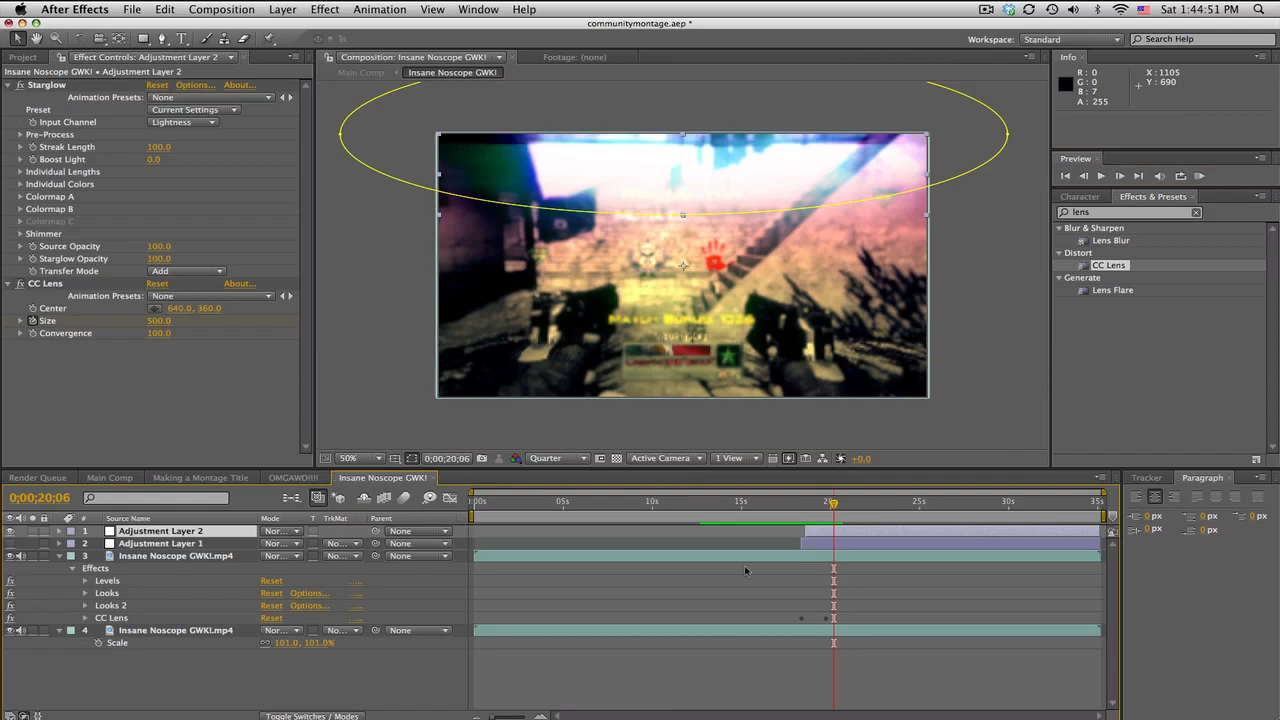 After Effects File Edit Composition Layer Effect Animation View Window Help Sat 1:44:51 PM
communitymontage.aep *
Workspace: Standard Search Help
Project Effect Controls: Adjustment Layer 2 Composition: Insane Noscope GWK! Footage: (none) Info
Insane Noscope GWK! • Adjustment Layer 2 Main Comp Insane Noscope GWK!
R : 0 X : 1105
G : 0 Y : 690
B : 7
A : 255
Starglow Reset Options... About...
Animation Presets: None
Preset Current Settings
Input Channel Lightness
Pre-Process
Streak Length 100.0
Boost Light 0.0
Individual Lengths
Individual Colors
Colormap A
Colormap B
Colormap C
Shimmer
Source Opacity 100.0
Starglow Opacity 100.0
Transfer Mode Add
CC Lens Reset About...
Animation Presets: None
Center 640.0, 360.0
Size 500.0
Convergence 100.0
Preview
Character Effects & Presets
lens
Blur & Sharpen
Lens Blur
Distort
CC Lens
Generate
Lens Flare
50% 0;00;20;06 Quarter Active Camera 1 View +0.0
Render Queue Main Comp Making a Montage Title OMGAWD!!!! Insane Noscope GWK! Tracker Paragraph
0;00;20;06 :00s 05s 10s 15s 25s 30s 35s
# Source Name Mode T TrkMat Parent
1 Adjustment Layer 2 Nor... None
2 Adjustment Layer 1 Nor... No... None
3 Insane Noscope GWK!.mp4 Nor... No... None
Effects
Levels Reset .....
Looks Reset Options... .....
Looks 2 Reset Options... .....
CC Lens Reset .....
4 Insane Noscope GWK!.mp4 Nor... No... None
Scale 101.0, 101.0%
Toggle Switches / Modes
0 px 0 px 0 px
0 px 0 px